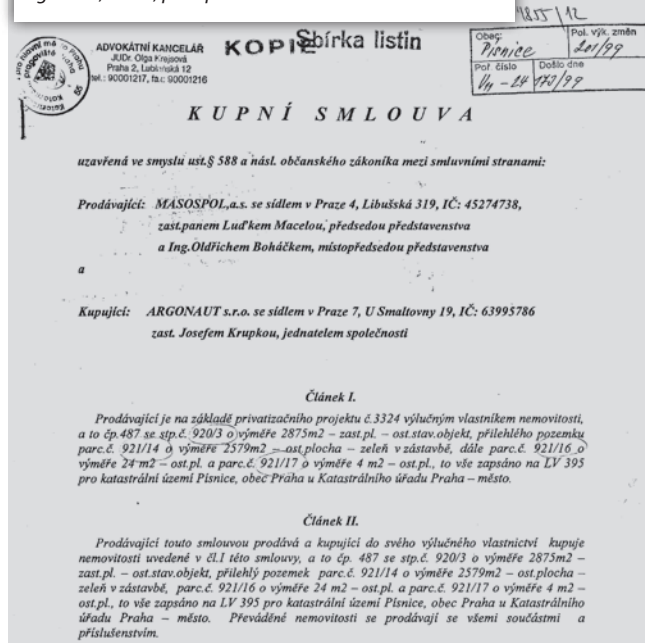 4855/12
ADVOKÁTNÍ KANCELÁŘ
JUDr. Olga Krejsová
Praha 2, Lublaňská 12
tel.: 90001217, fax: 90001216
KOPIE
Sbírka listin
Obec:
Písnice
Pol. výk. změn
201/99
Poř. číslo
Došlo dne
173/99
KUPNÍ SMLOUVA
uzavřená ve smyslu ust.§ 588 a násl. občanského zákoníka mezi smluvními stranami:
Prodávající: MASOSPOL,a.s. se sídlem v Praze 4, Libušská 319, IČ: 45274738,
zast.panem Luďkem Macelou, předsedou představenstva
a Ing.Oldřichem Boháčkem, místopředsedou představenstva
a
Kupující: ARGONAUT s.r.o. se sídlem v Praze 7, U Smaltovny 19, IČ: 63995786
zast. Josefem Krupkou, jednatelem společnosti
Článek I.
Prodávající je na základě privatizačního projektu č.3324 výlučným vlastníkem nemovitosti,
a to čp.487 se stp.č. 920/3 o výměře 2875m2 – zast.pl. – ost.stav.objekt, přilehlého pozemku
parc.č. 921/14 o výměře 2579m2 – ost.plocha – zeleň v zástavbě, dále parc.č. 921/16 o
výměře 24 m2 – ost.pl. a parc.č. 921/17 o výměře 4 m2 – ost.pl., to vše zapsáno na LV 395
pro katastrální území Písnice, obec Praha u Katastrálního úřadu Praha – město.
Článek II.
Prodávající touto smlouvou prodává a kupující do svého výlučného vlastnictví kupuje
nemovitosti uvedené v čl.I této smlouvy, a to čp. 487 se stp.č. 920/3 o výměře 2875m2 –
zast.pl. – ost.stav.objekt, přilehlý pozemek parc.č. 921/14 o výměře 2579m2 – ost.plocha –
zeleň v zástavbě, parc.č. 921/16 o výměře 24 m2 – ost.pl. a parc.č. 921/17 o výměře 4 m2 –
ost.pl., to vše zapsáno na LV 395 pro katastrální území Písnice, obec Praha u Katastrálního
úřadu Praha – město. Převáděné nemovitosti se prodávají se všemi součástmi a
příslušenstvím.